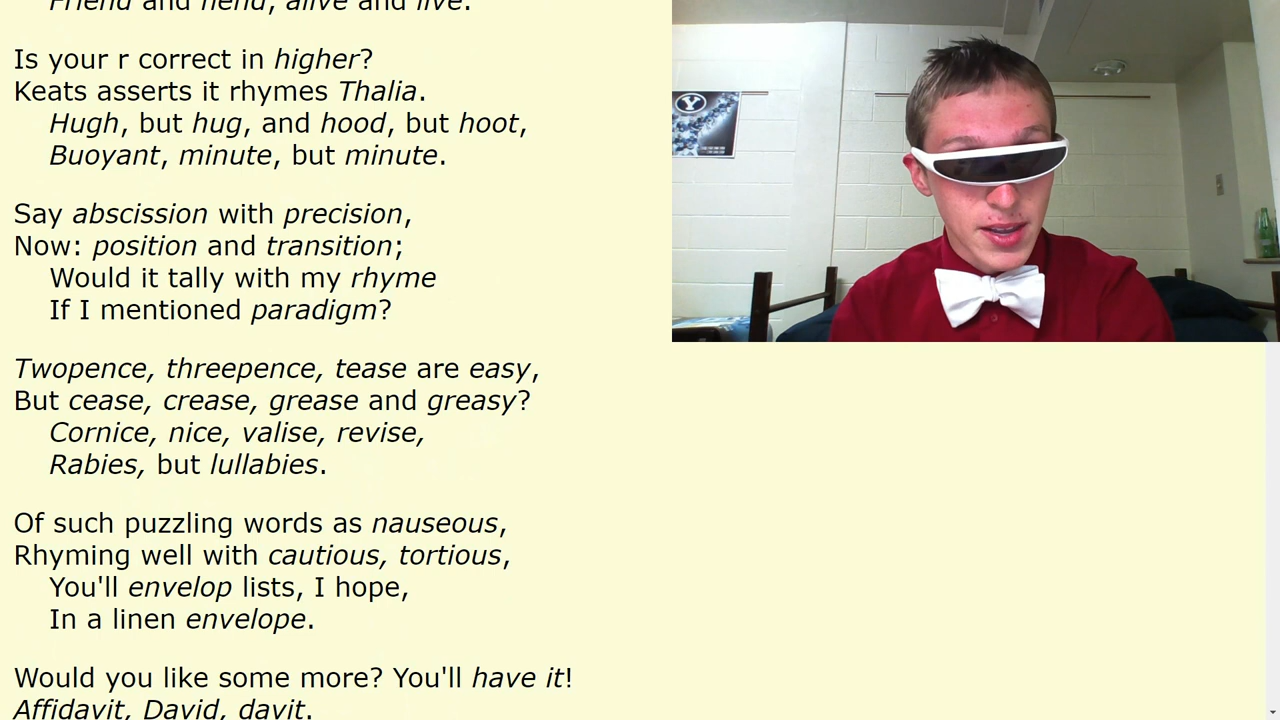 Friend and fiend, alive and live.
Is your r correct in higher?
Keats asserts it rhymes Thalia.
Hugh, but hug, and hood, but hoot,
Buoyant, minute, but minute.
Say abscission with precision,
Now: position and transition;
Would it tally with my rhyme
If I mentioned paradigm?
Twopence, threepence, tease are easy,
But cease, crease, grease and greasy?
Cornice, nice, valise, revise,
Rabies, but lullabies.
Of such puzzling words as nauseous,
Rhyming well with cautious, tortious,
You'll envelop lists, I hope,
In a linen envelope.
Would you like some more? You'll have it!
Affidavit, David, davit.
Y